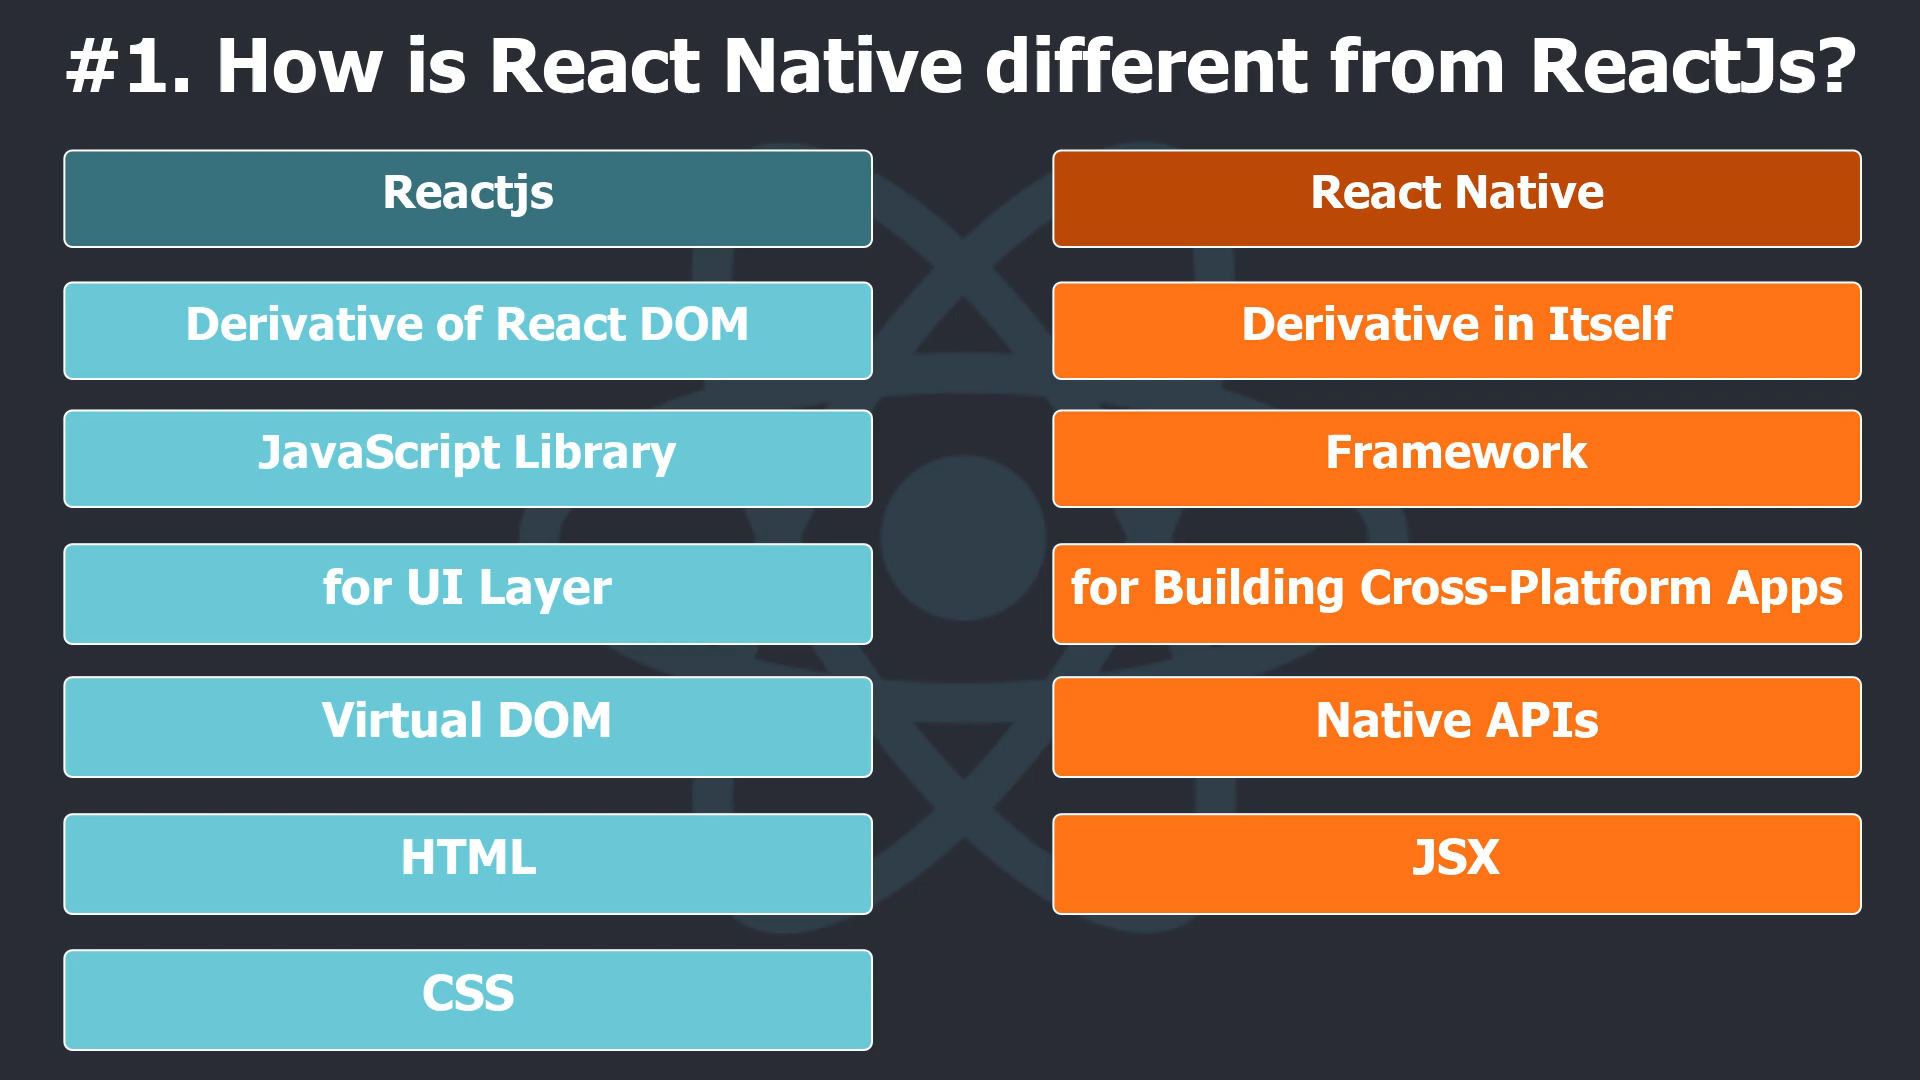 #1. How is React Native different from ReactJs?
Reactjs
React Native
Derivative of React DOM
Derivative in Itself
JavaScript Library
Framework
for UI Layer
for Building Cross-Platform Apps
Virtual DOM
Native APIs
HTML
JSX
CSS